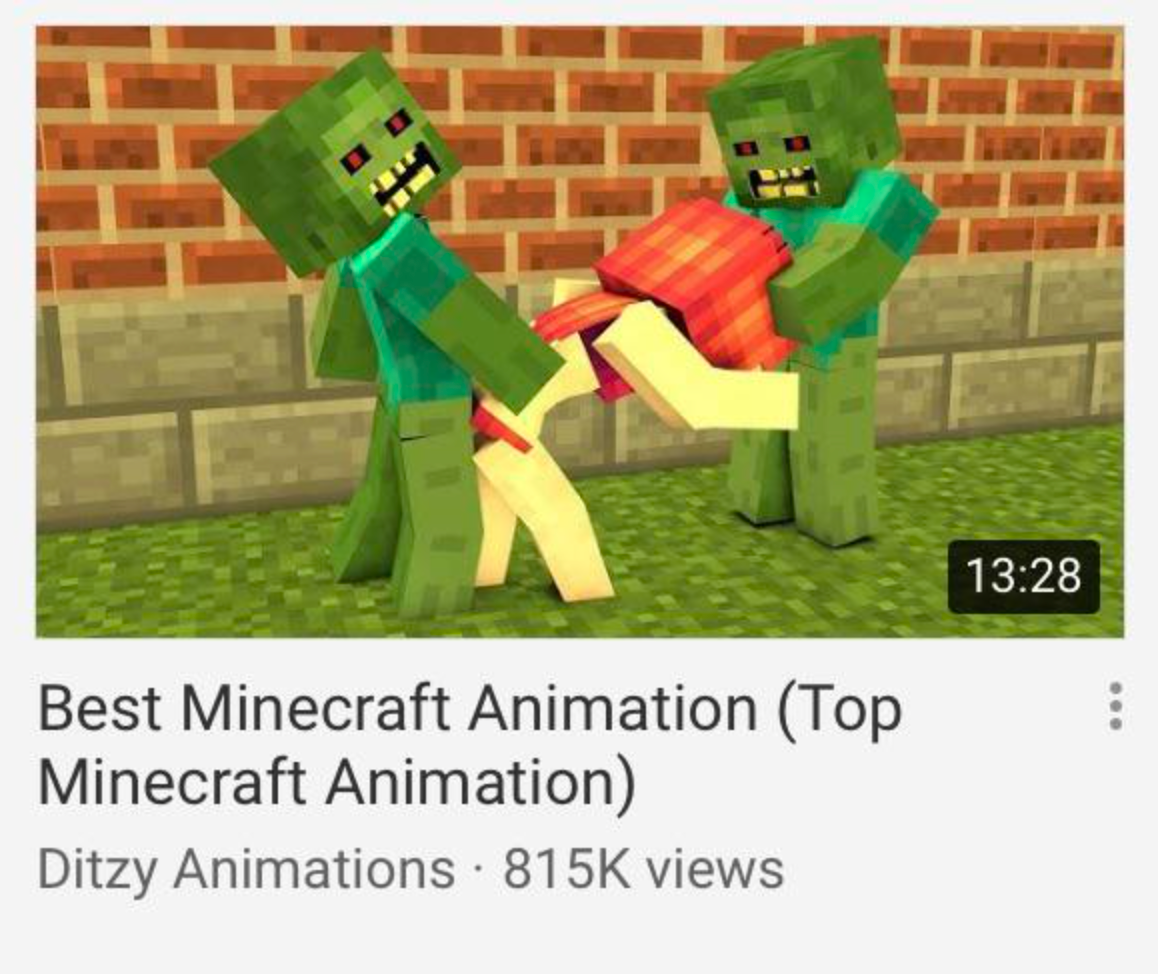 13:28
Best Minecraft Animation (Top
Minecraft Animation)
Ditzy Animations · 815K views